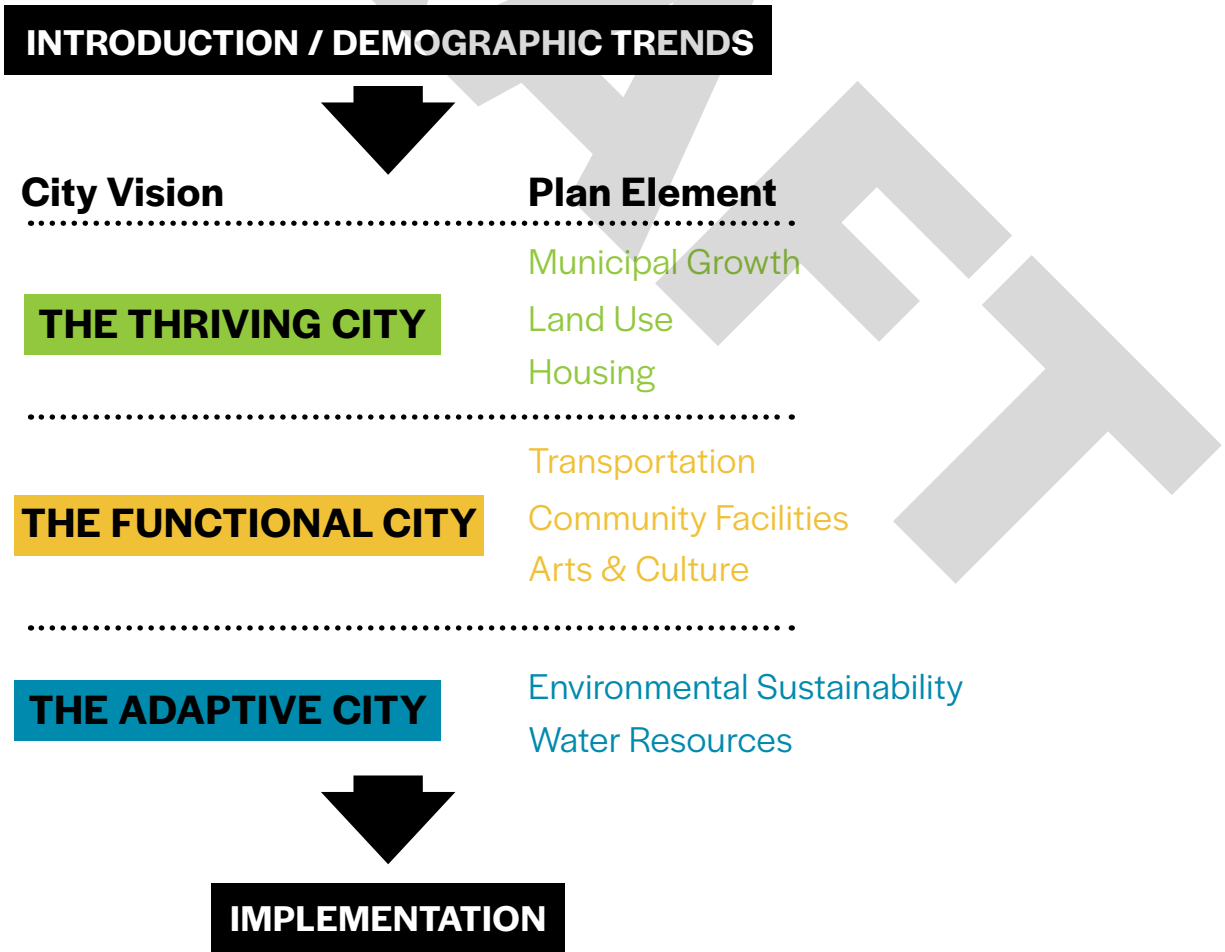 INTRODUCTION / DEMOGRAPHIC TRENDS
City Vision
Plan Element
THE THRIVING CITY
Municipal Growth
Land Use
Housing
THE FUNCTIONAL CITY
Transportation
Community Facilities
Arts & Culture
THE ADAPTIVE CITY
Environmental Sustainability
Water Resources
IMPLEMENTATION
AFT